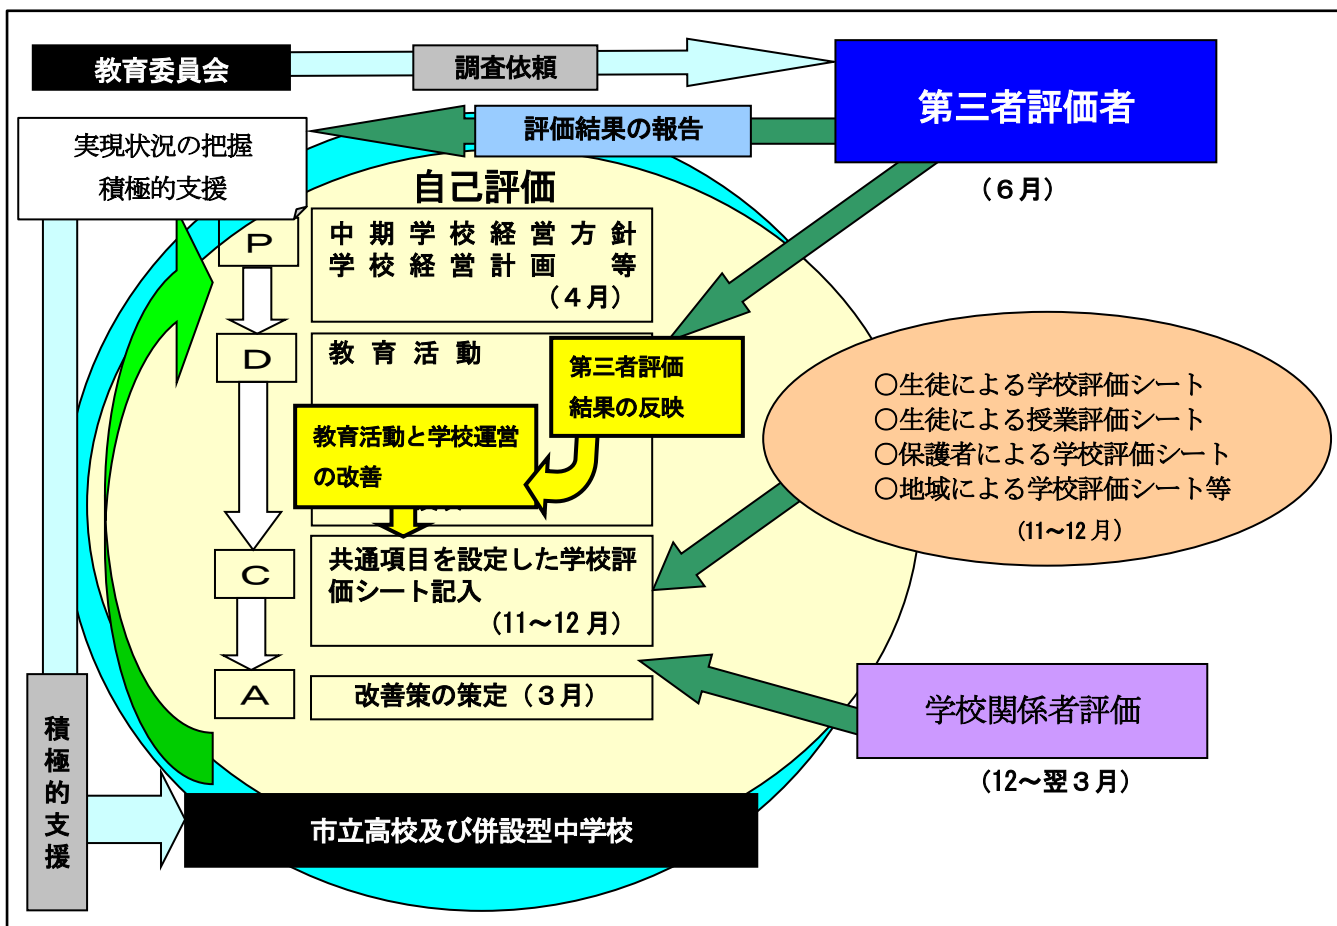 教育委員会
調査依頼
第三者評価者
(6月)
評価結果の報告
実現状況の把握
積極的支援
自己評価
P
中期学校経営方針
学校経営計画 等
(4月)
D
教育活動
第三者評価
結果の反映
教育活動と学校運営
の改善
○生徒による学校評価シート
○生徒による授業評価シート
○保護者による学校評価シート
○地域による学校評価シート等
(11～12月)
C
共通項目を設定した学校評
価シート記入
(11～12月)
A
改善策の策定(3月)
学校関係者評価
(12～翌3月)
積極的支援
市立高校及び併設型中学校